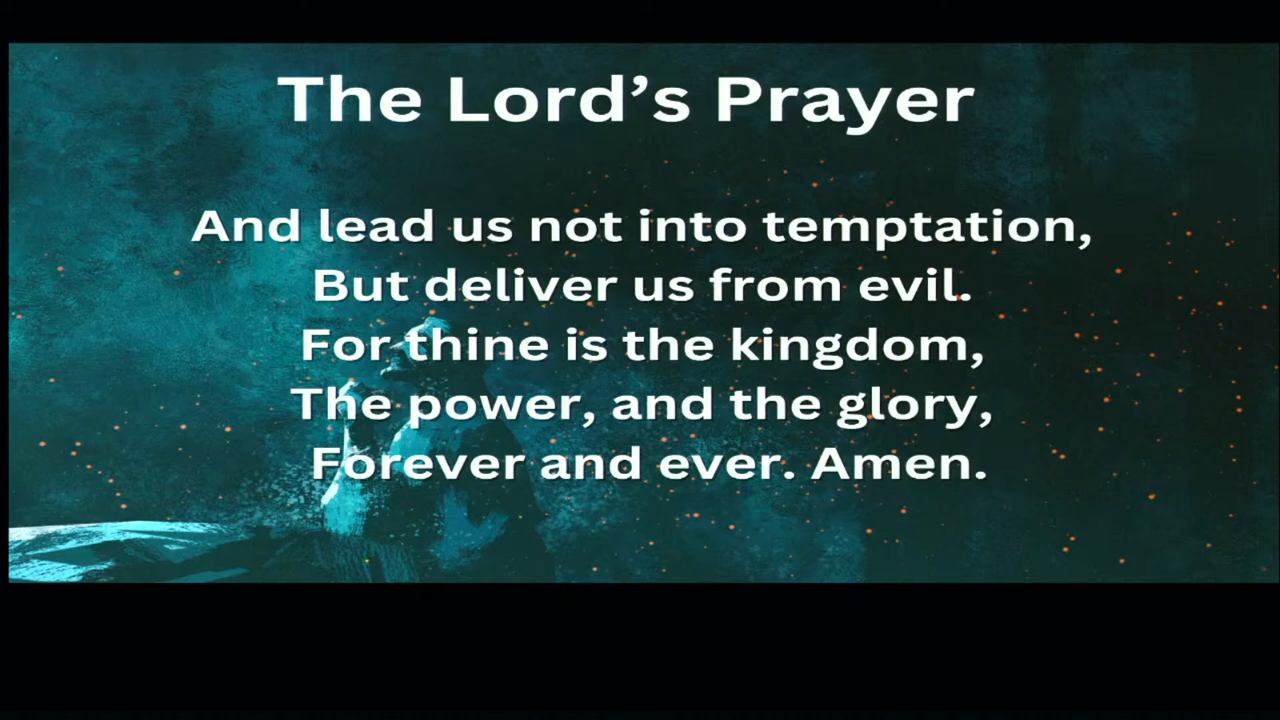 The Lord’s Prayer
And lead us not into temptation,
But deliver us from evil.
For thine is the kingdom,
The power, and the glory,
Forever and ever. Amen.